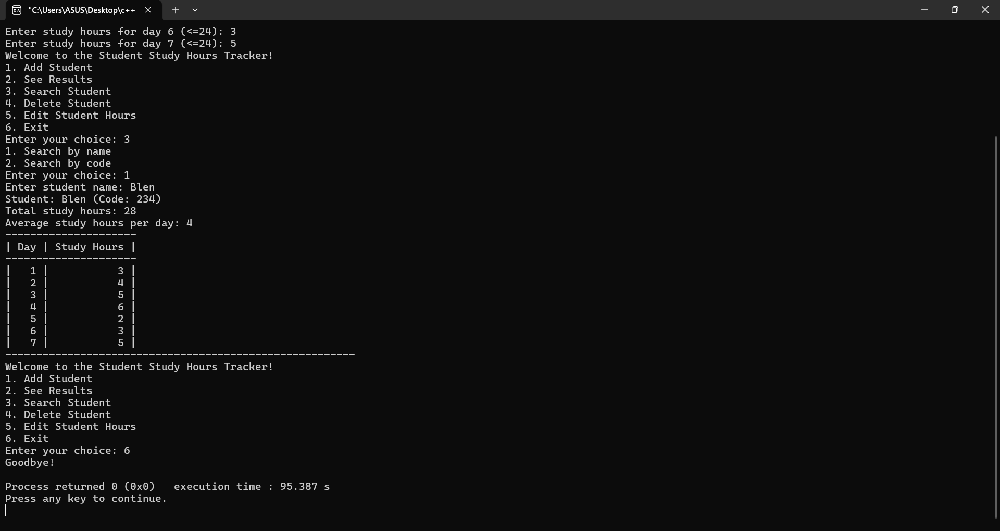 "C:\Users\ASUS\Desktop\c++
Enter study hours for day 6 (<=24): 3
Enter study hours for day 7 (<=24): 5
Welcome to the Student Study Hours Tracker!
1. Add Student
2. See Results
3. Search Student
4. Delete Student
5. Edit Student Hours
6. Exit
Enter your choice: 3
1. Search by name
2. Search by code
Enter your choice: 1
Enter student name: Blen
Student: Blen (Code: 234)
Total study hours: 28
Average study hours per day: 4
---------------------
| Day | Study Hours |
---------------------
|   1 |           3 |
|   2 |           4 |
|   3 |           5 |
|   4 |           6 |
|   5 |           2 |
|   6 |           3 |
|   7 |           5 |
--------------------------------------------------------
Welcome to the Student Study Hours Tracker!
1. Add Student
2. See Results
3. Search Student
4. Delete Student
5. Edit Student Hours
6. Exit
Enter your choice: 6
Goodbye!

Process returned 0 (0x0)   execution time : 95.387 s
Press any key to continue.